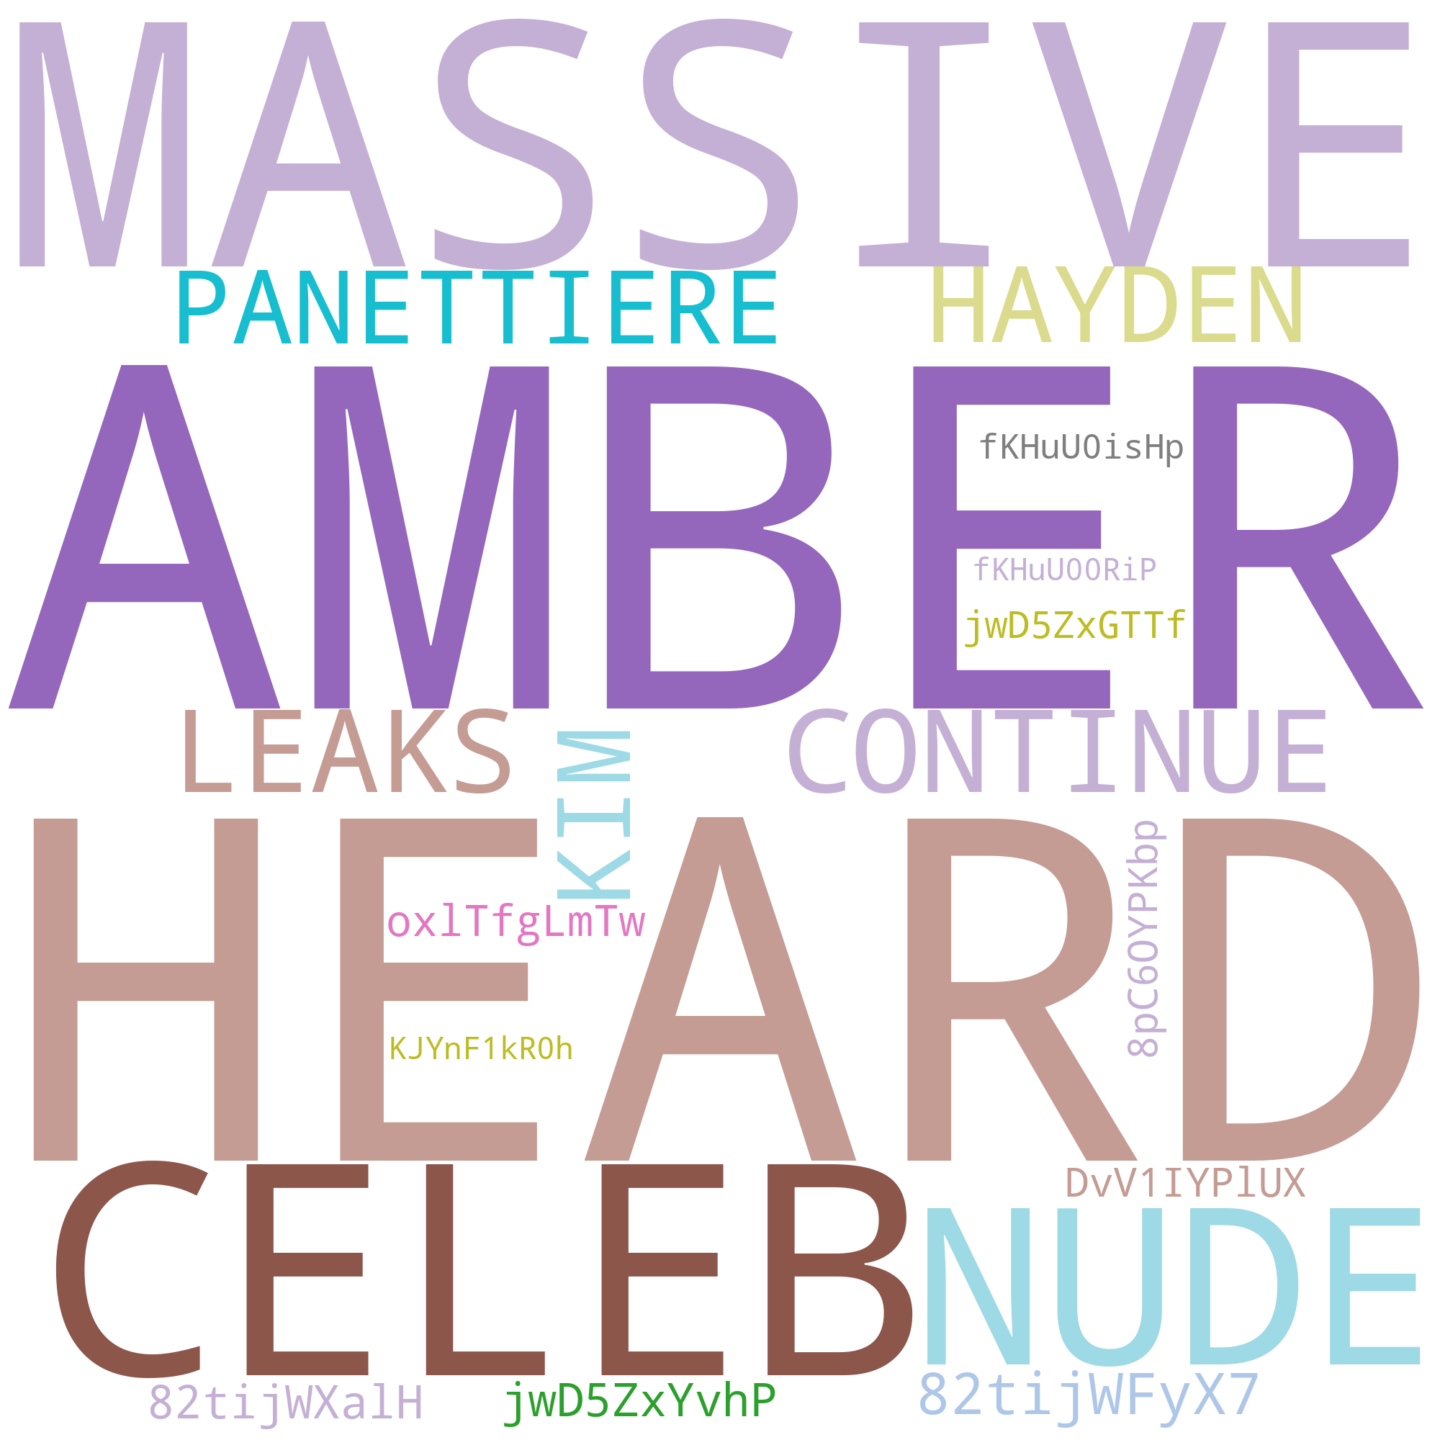 MASSIVE
PANETTIERE HAYDEN
AMBER
fKHuU0isHp
fKHuU0ORiP
jwD5ZxGTTf
LEAKS CONTINUE
KIM
HEARD
oxlTfgLmTw
8pC6OYPKbp
KJYnF1kR0h
CELEB
DvV1IYPlUX
NUDE
82tijWXalH jwD5ZxYvhP 82tijWFyX7